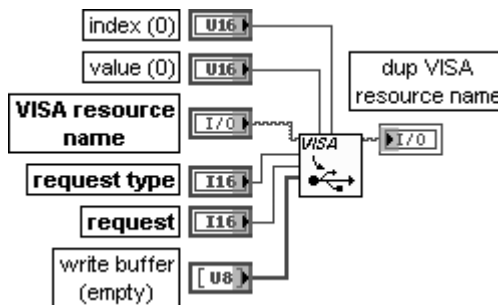 index (0)
U16
value (0)
U16
dup VISA
resource name
VISA resource
name
I/O
VISA
I/O
request type
I16
request
I16
write buffer
(empty)
[U8]